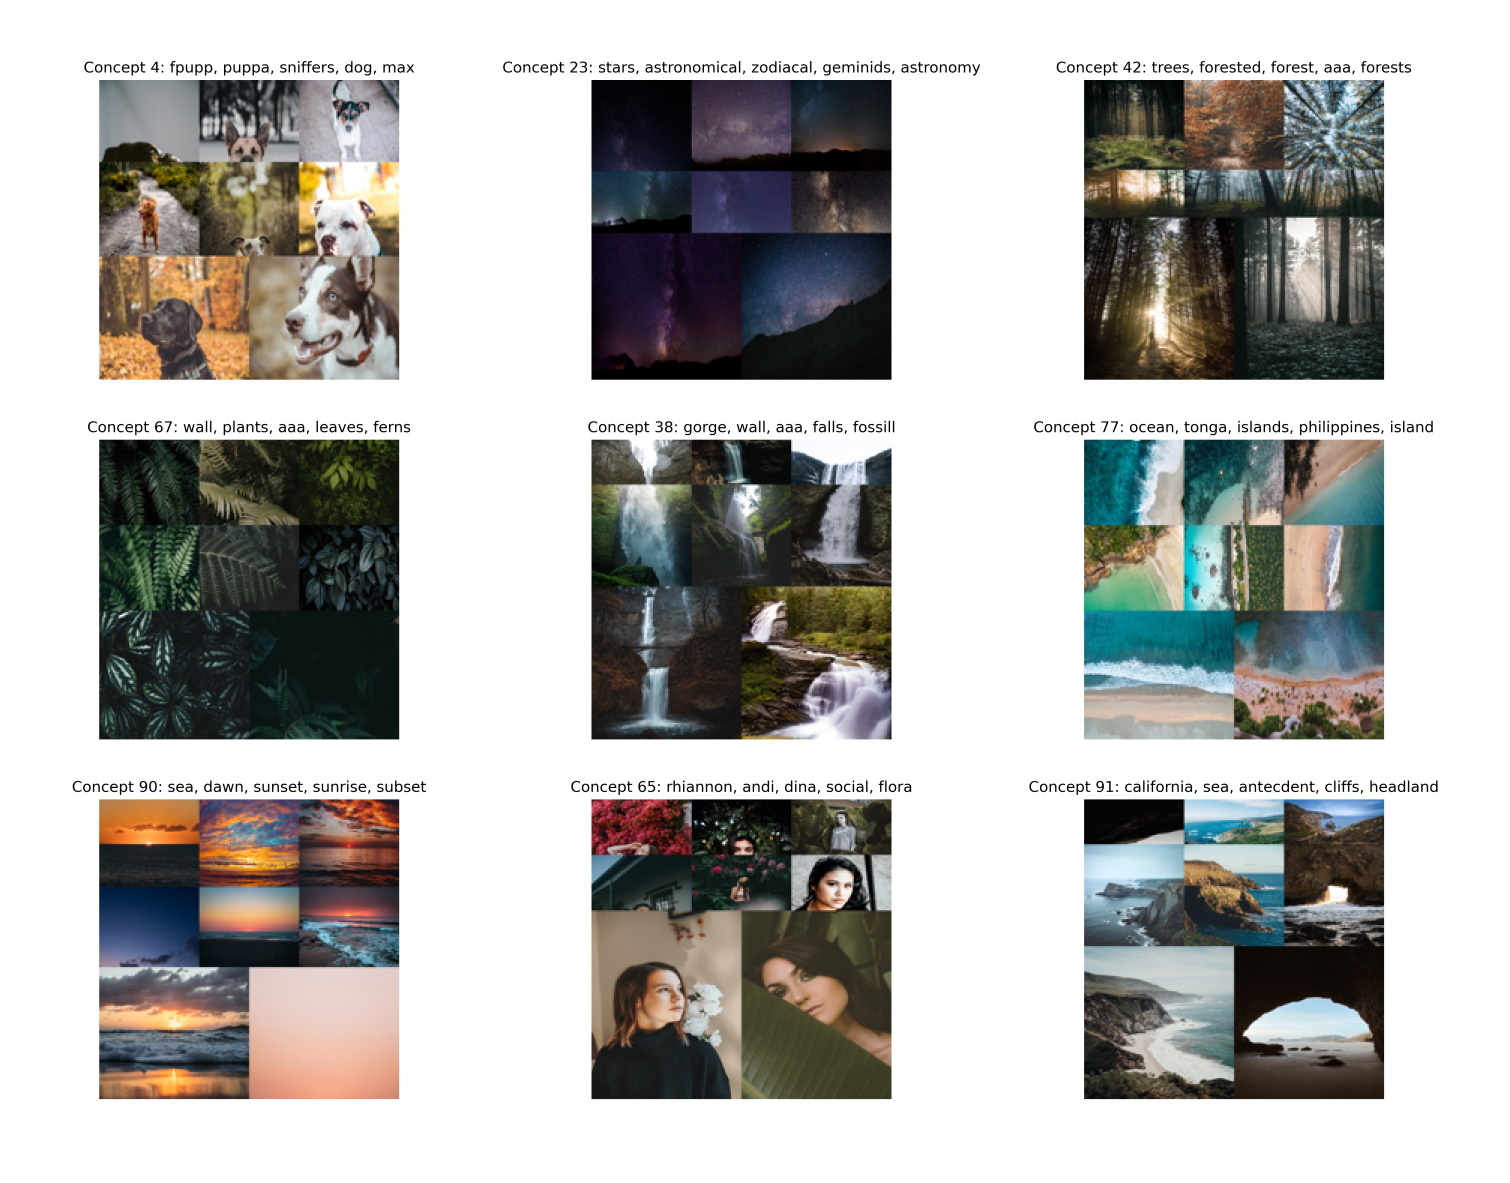 Concept 4: fpupp, puppa, sniffers, dog, max
Concept 23: stars, astronomical, zodiacal, geminids, astronomy
Concept 42: trees, forested, forest, aaa, forests
Concept 67: wall, plants, aaa, leaves, ferns
Concept 38: gorge, wall, aaa, falls, fossill
Concept 77: ocean, tonga, islands, philippines, island
Concept 90: sea, dawn, sunset, sunrise, subset
Concept 65: rhiannon, andi, dina, social, flora
Concept 91: california, sea, antecdent, cliffs, headland